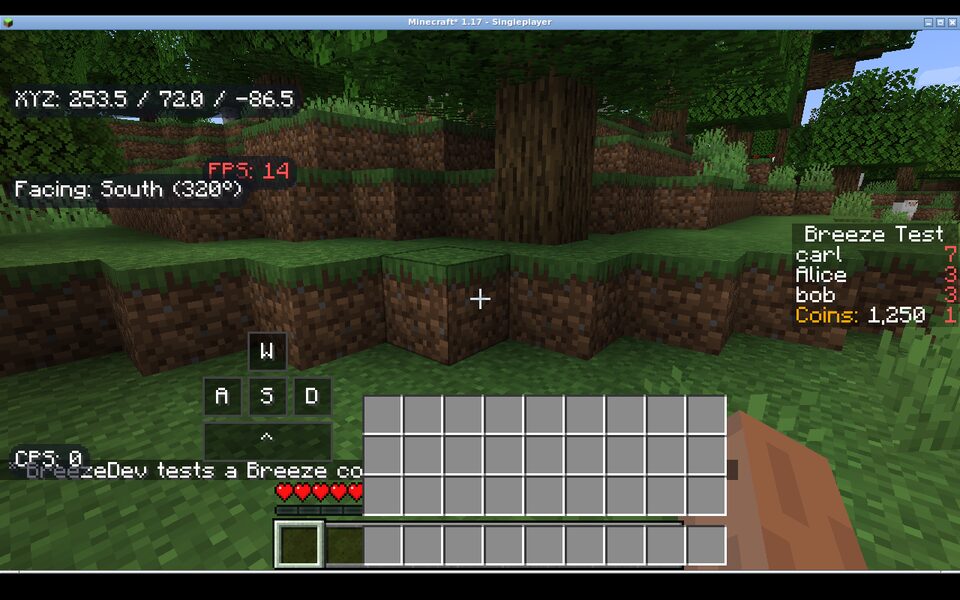 Minecraft* 1.17 - Singleplayer
XYZ: 253.5 / 72.0 / -86.5
FPS: 14
Facing: South (320°)
Breeze Test
carl 7
Alice 3
bob 3
Coins: 1,250 1
W
A S D
^
CPS: 0
* BreezeDev tests a Breeze co